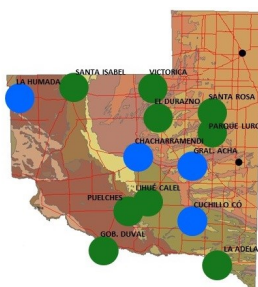 SANTA ISABEL
VICTORICA
LA HUMADA
EL DURAZNO
SANTA ROSA
PARQUE LURO
CHACHARRAMENDI
GRAL. ACHA
LIHUÉ CALEL
PUELCHES
CUCHILLO CÓ
GOB. DUVAL
LA ADELA